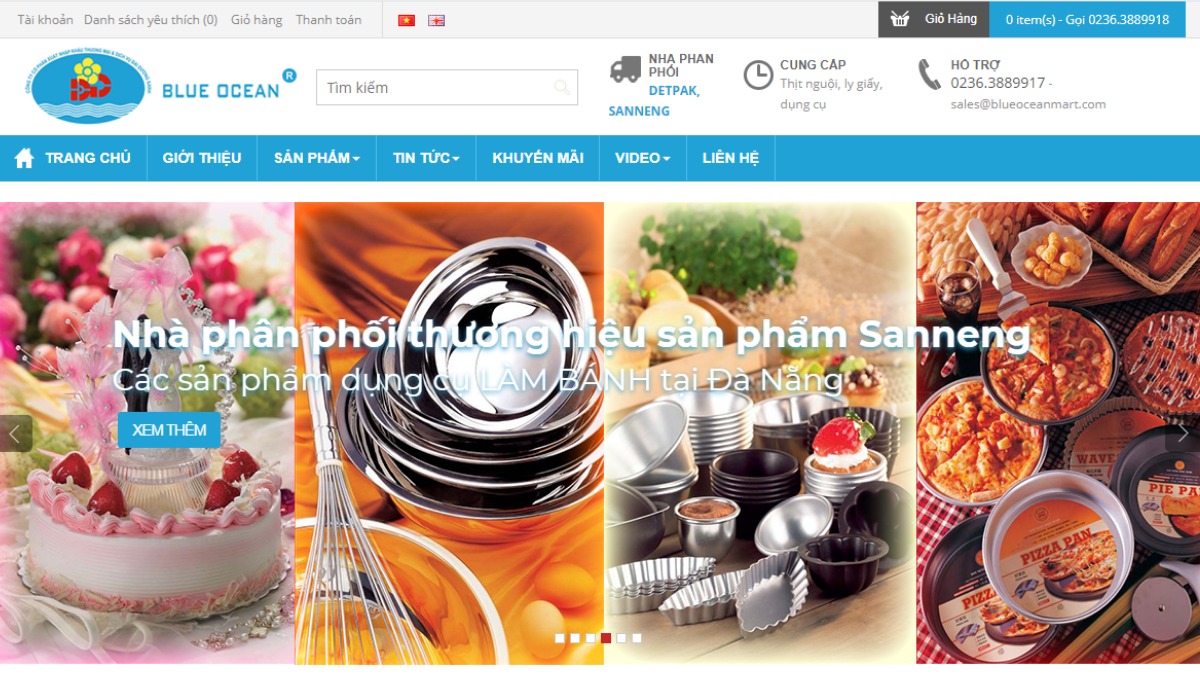 Tài khoản Danh sách yêu thích (0) Giỏ hàng Thanh toán
Giỏ Hàng
0 item(s) - Gọi 0236.3889918
BLUE OCEAN ®
Tìm kiếm
NHÀ PHÂN
PHỐI
DETPAK,
SANNENG
CUNG CẤP
Thịt nguội, ly giấy,
dụng cụ
HỖ TRỢ
0236.3889917 -
sales@blueoceanmart.com
TRANG CHỦ
GIỚI THIỆU
SẢN PHẨM
TIN TỨC
KHUYẾN MÃI
VIDEO
LIÊN HỆ
Nhà phân phối thương hiệu sản phẩm Sanneng
Các sản phẩm dụng cụ LÀM BÁNH tại Đà Nẵng
XEM THÊM
WAVE
PIE PA
PIZZA PAN
PIZZ